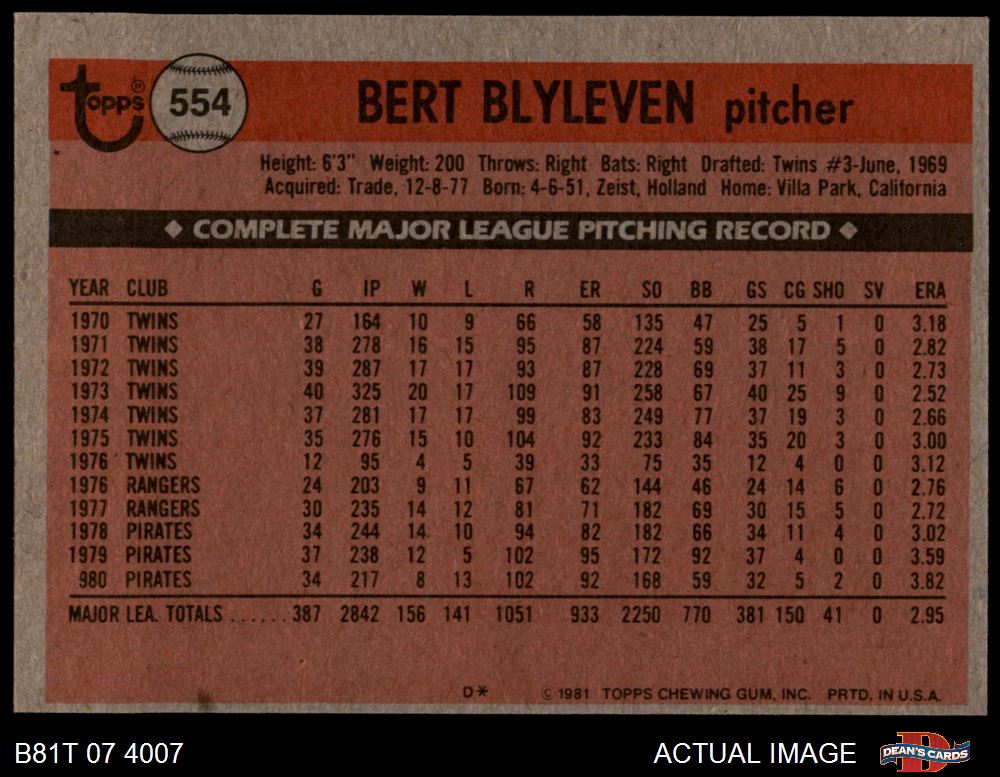 Topps® 554 BERT BLYLEVEN pitcher
Height: 6'3" Weight: 200 Throws: Right Bats: Right Drafted: Twins #3-June, 1969
Acquired: Trade, 12-8-77 Born: 4-6-51, Zeist, Holland Home: Villa Park, California
◆ COMPLETE MAJOR LEAGUE PITCHING RECORD ◆
YEAR CLUB G IP W L R ER SO BB GS CG SHO SV ERA
1970 TWINS 27 164 10 9 66 58 135 47 25 5 1 0 3.18
1971 TWINS 38 278 16 15 95 87 224 59 38 17 5 0 2.82
1972 TWINS 39 287 17 17 93 87 228 69 37 11 3 0 2.73
1973 TWINS 40 325 20 17 109 91 258 67 40 25 9 0 2.52
1974 TWINS 37 281 17 17 99 83 249 77 37 19 3 0 2.66
1975 TWINS 35 276 15 10 104 92 233 84 35 20 3 0 3.00
1976 TWINS 12 95 4 5 39 33 75 35 12 4 0 0 3.12
1976 RANGERS 24 203 9 11 67 62 144 46 24 14 6 0 2.76
1977 RANGERS 30 235 14 12 81 71 182 69 30 15 5 0 2.72
1978 PIRATES 34 244 14 10 94 82 182 66 34 11 4 0 3.02
1979 PIRATES 37 238 12 5 102 95 172 92 37 4 0 0 3.59
980 PIRATES 34 217 8 13 102 92 168 59 32 5 2 0 3.82
MAJOR LEA. TOTALS ...... 387 2842 156 141 1051 933 2250 770 381 150 41 0 2.95
D* © 1981 TOPPS CHEWING GUM, INC. PRTD. IN U.S.A.
B81T 07 4007 ACTUAL IMAGE DEAN'S CARDS